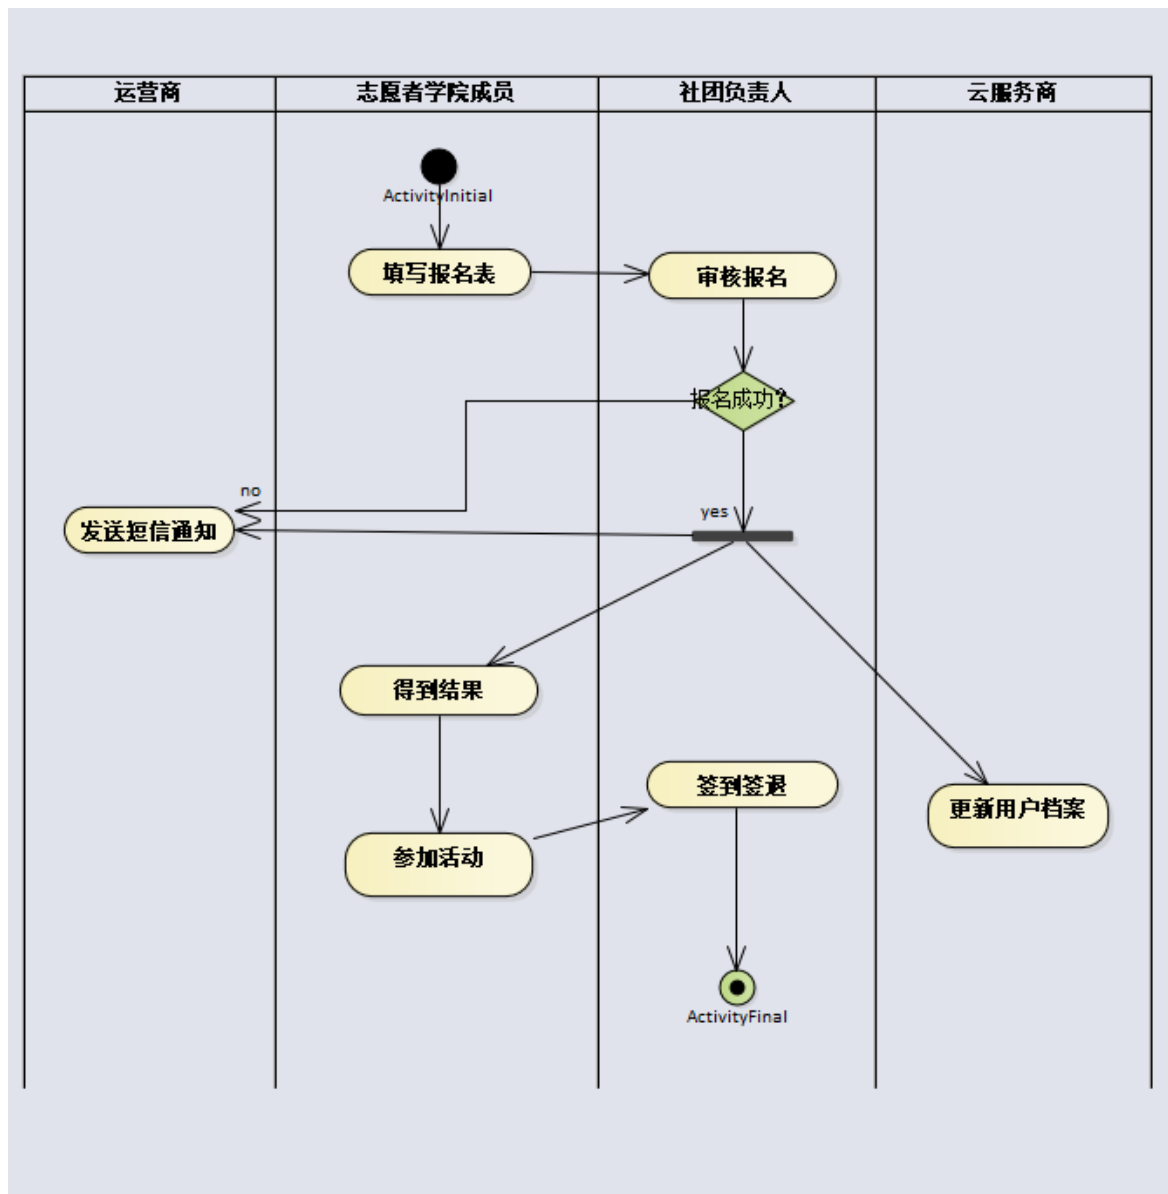 运营商
志愿者学院成员
社团负责人
云服务商
ActivityInitial
填写报名表
审核报名
报名成功?
no
发送短信通知
yes
得到结果
签到签退
更新用户档案
参加活动
ActivityFinal